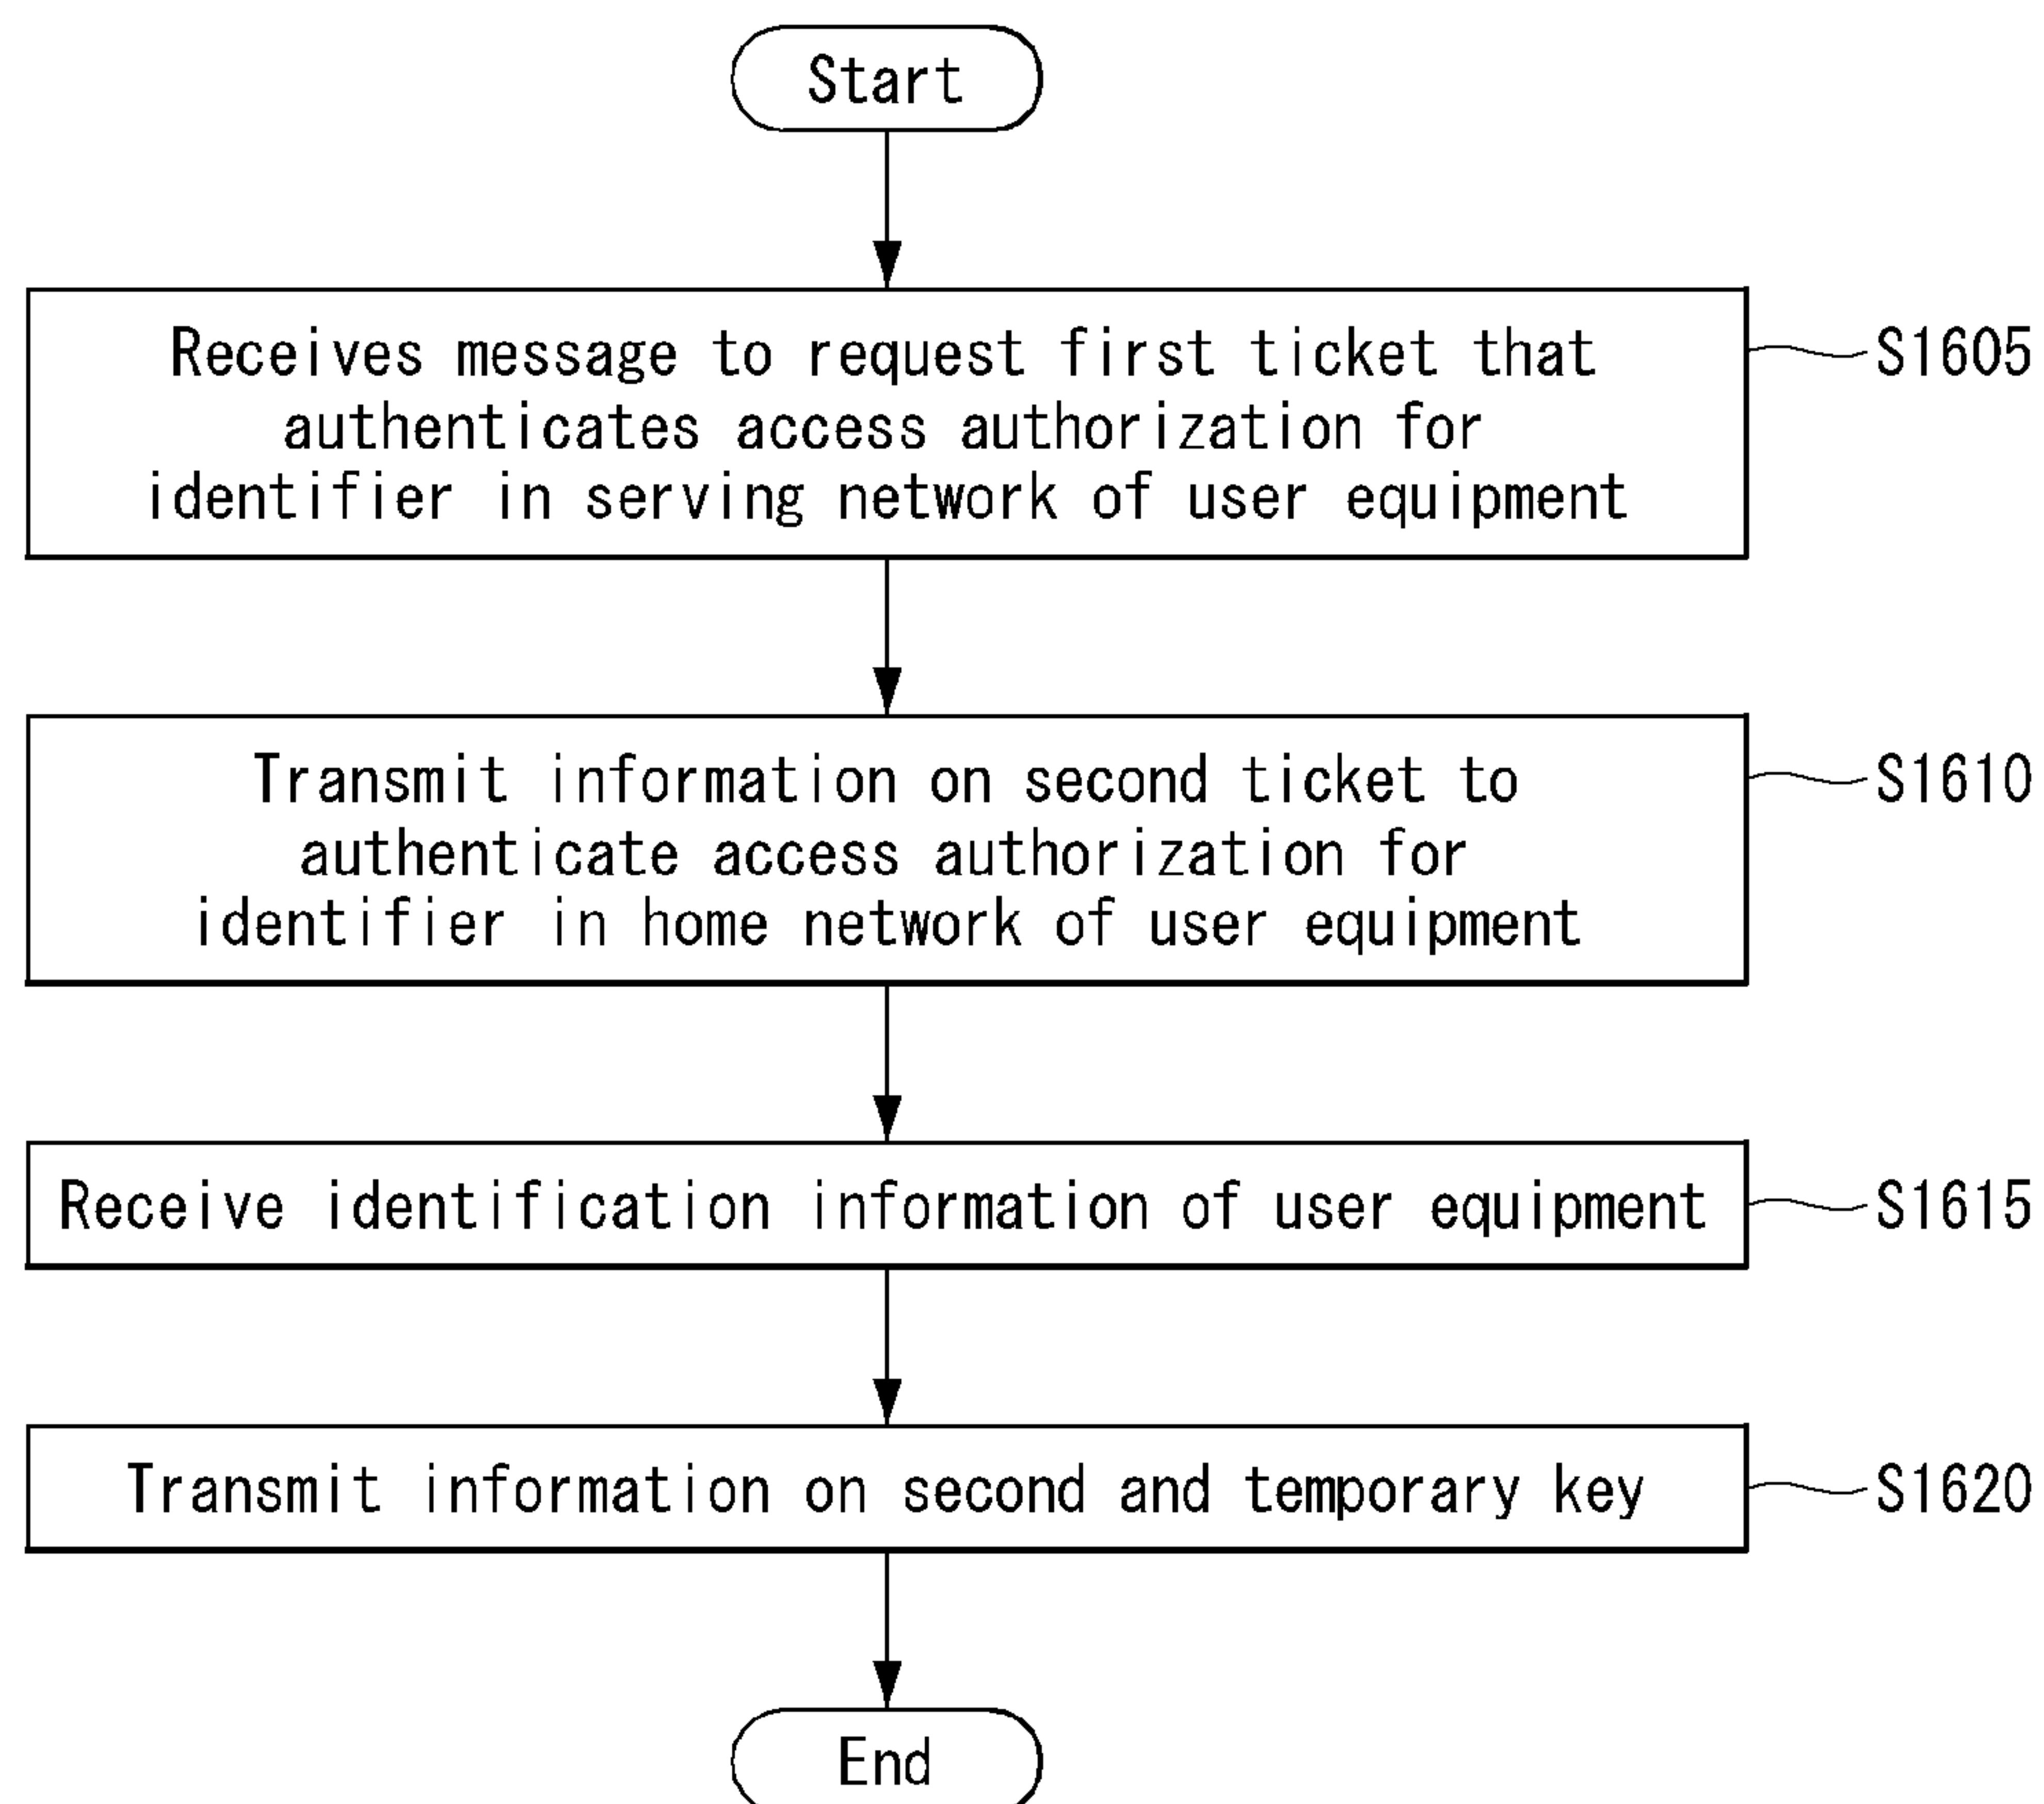 Start
Receives message to request first ticket that
authenticates access authorization for
identifier in serving network of user equipment
S1605
Transmit information on second ticket to
authenticate access authorization for
identifier in home network of user equipment
S1610
Receive identification information of user equipment
S1615
Transmit information on second and temporary key
S1620
End